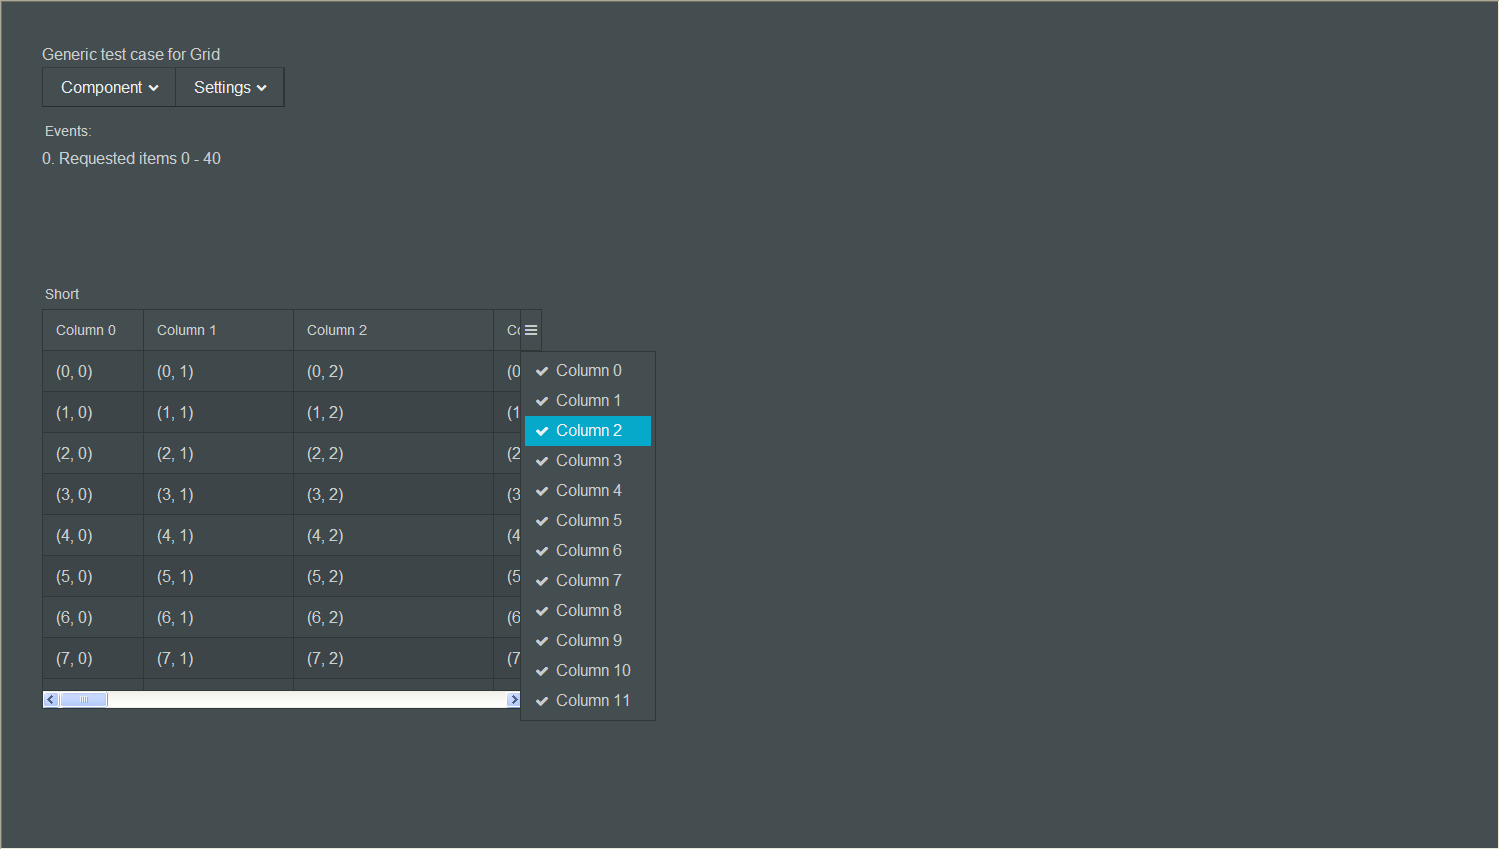 Generic test case for Grid
Component Settings
Events:
0. Requested items 0 - 40
Short
Column 0 Column 1 Column 2 Co
(0, 0) (0, 1) (0, 2) (0 Column 0
Column 1
(1, 0) (1, 1) (1, 2) (1
Column 2
(2, 0) (2, 1) (2, 2) (2 Column 3
(3, 0) (3, 1) (3, 2) (3 Column 4
Column 5
(4, 0) (4, 1) (4, 2) (4
Column 6
(5, 0) (5, 1) (5, 2) (5 Column 7
(6, 0) (6, 1) (6, 2) (6 Column 8
Column 9
(7, 0) (7, 1) (7, 2) (7
Column 10
Column 11